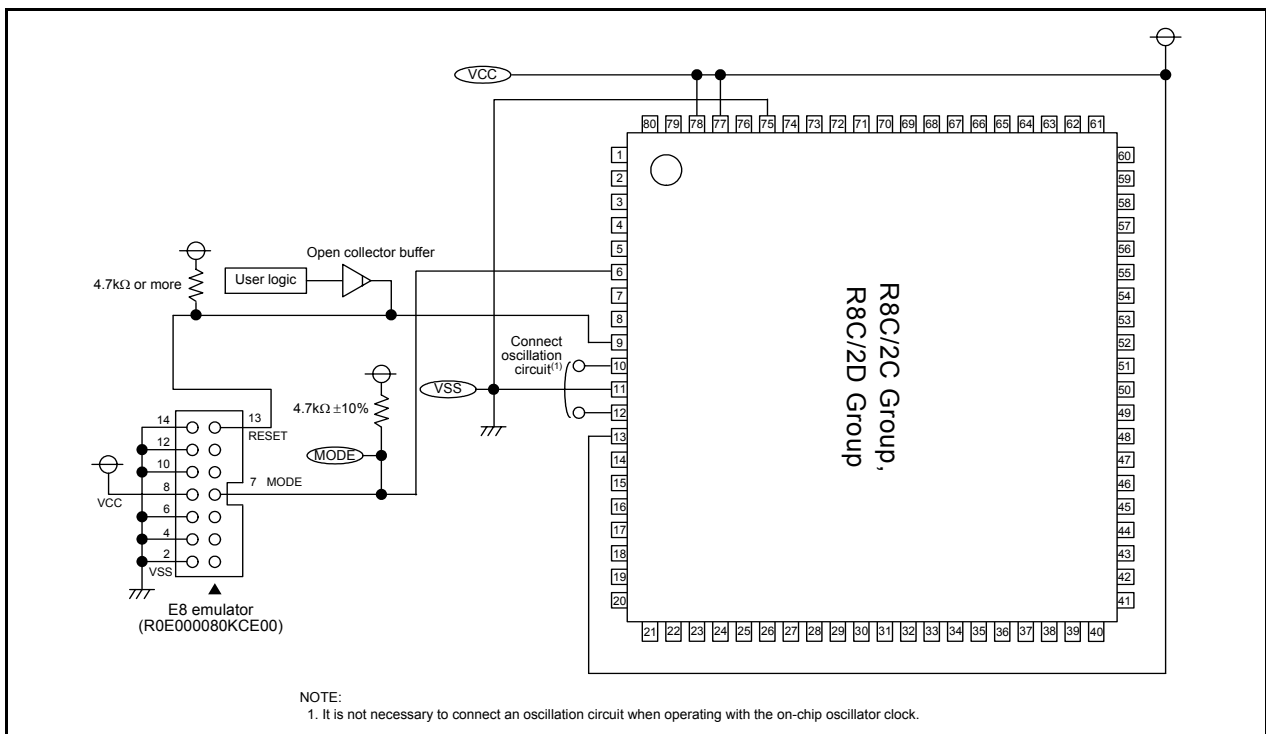 VCC
80 79 78 77 76 75 74 73 72 71 70 69 68 67 66 65 64 63 62 61
1
2
3
4
5
6
7
8
9
10
11
12
13
14
15
16
17
18
19
20
60
59
58
57
56
55
54
53
52
51
50
49
48
47
46
45
44
43
42
41
21 22 23 24 25 26 27 28 29 30 31 32 33 34 35 36 37 38 39 40
R8C/2C Group,
R8C/2D Group
Open collector buffer
User logic
4.7kΩ or more
Connect
oscillation
circuit(1)
VSS
4.7kΩ ±10%
MODE
14
13
RESET
12
10
8
7 MODE
VCC
6
4
2
VSS
E8 emulator
(R0E000080KCE00)
NOTE:
1. It is not necessary to connect an oscillation circuit when operating with the on-chip oscillator clock.